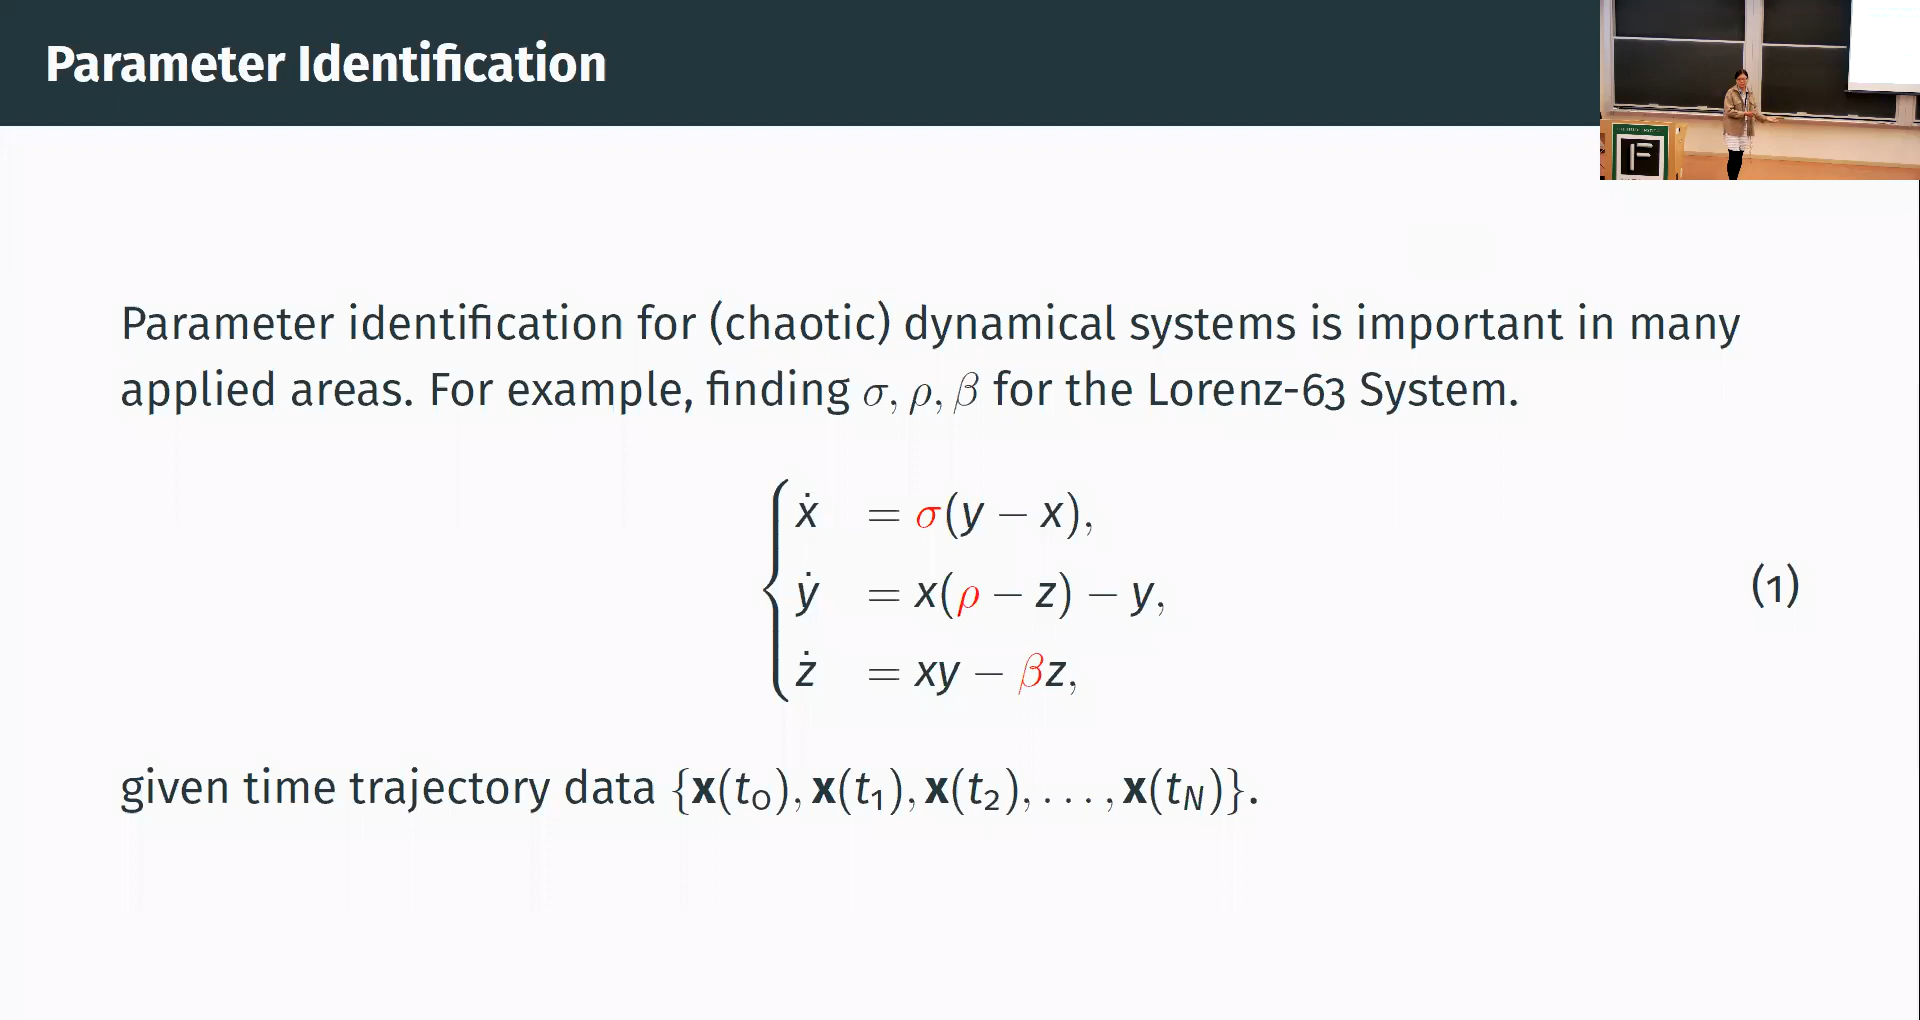 Parameter Identification
F
Parameter identification for (chaotic) dynamical systems is important in many
applied areas. For example, finding σ, ρ, β for the Lorenz-63 System.
ẋ = σ(y − x),
ẏ = x(ρ − z) − y,
ż = xy − βz,
(1)
given time trajectory data {x(t₀), x(t₁), x(t₂), . . . , x(t_N)}.